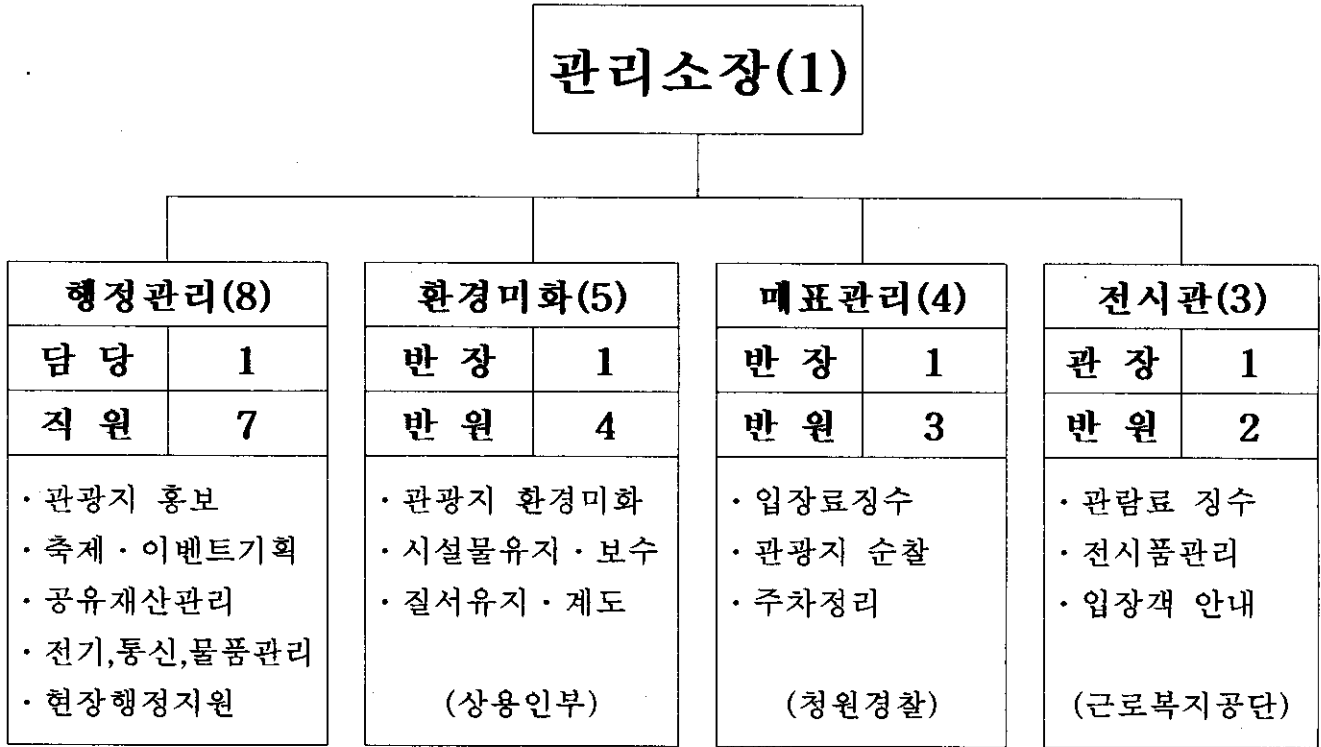 관리소장(1)
행정관리(8)
담 당 1
직 원 7
· 관광지 홍보
· 축제 · 이벤트기획
· 공유재산관리
· 전기,통신,물품관리
· 현장행정지원
환경미화(5)
반 장 1
반 원 4
· 관광지 환경미화
· 시설물유지 · 보수
· 질서유지 · 계도
(상용인부)
매표관리(4)
반 장 1
반 원 3
· 입장료징수
· 관광지 순찰
· 주차정리
(청원경찰)
전시관(3)
관 장 1
반 원 2
· 관람료 징수
· 전시품관리
· 입장객 안내
(근로복지공단)